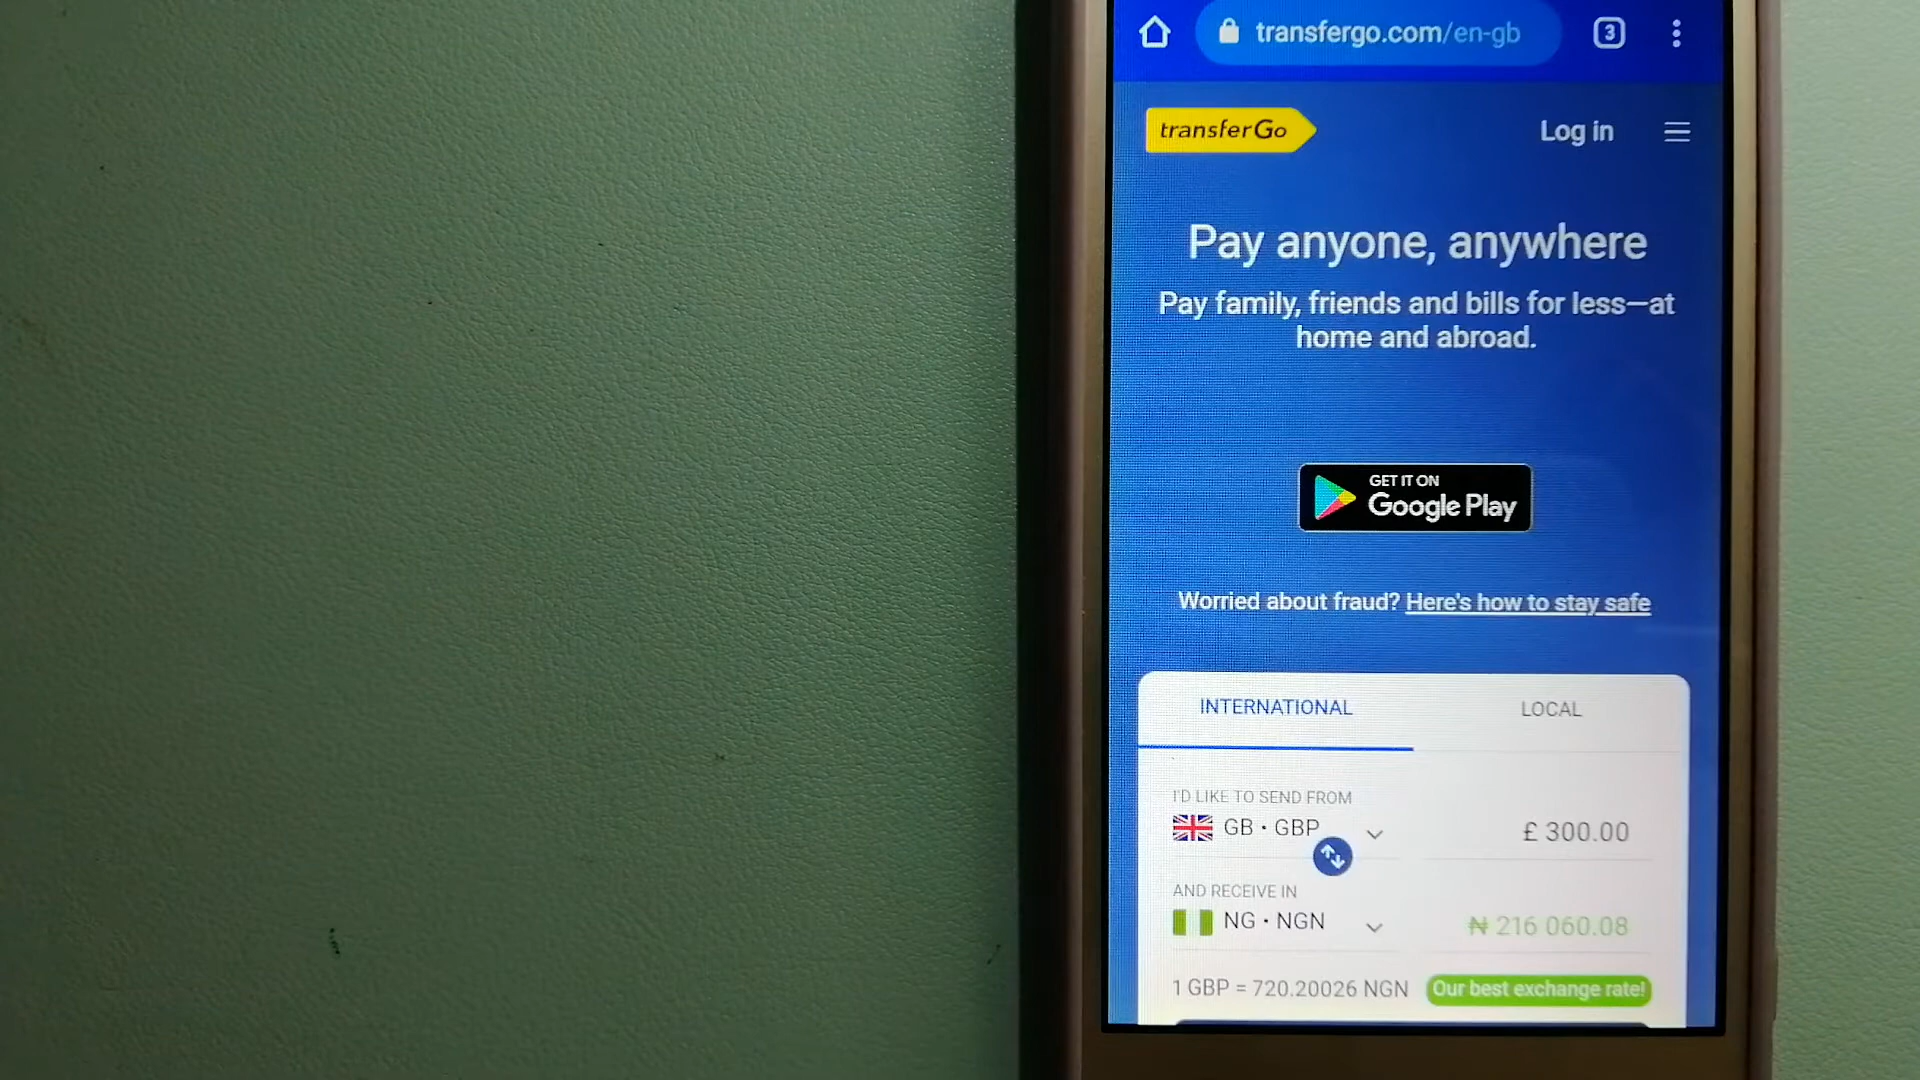 transfergo.com/en-gb
3
transferGo
Log in
Pay anyone, anywhere
Pay family, friends and bills for less—at
home and abroad.
GET IT ON
Google Play
Worried about fraud? Here's how to stay safe
INTERNATIONAL
LOCAL
I'D LIKE TO SEND FROM
GB • GBP
£ 300.00
AND RECEIVE IN
NG • NGN
₦ 216 060.08
1 GBP = 720.20026 NGN
Our best exchange rate!